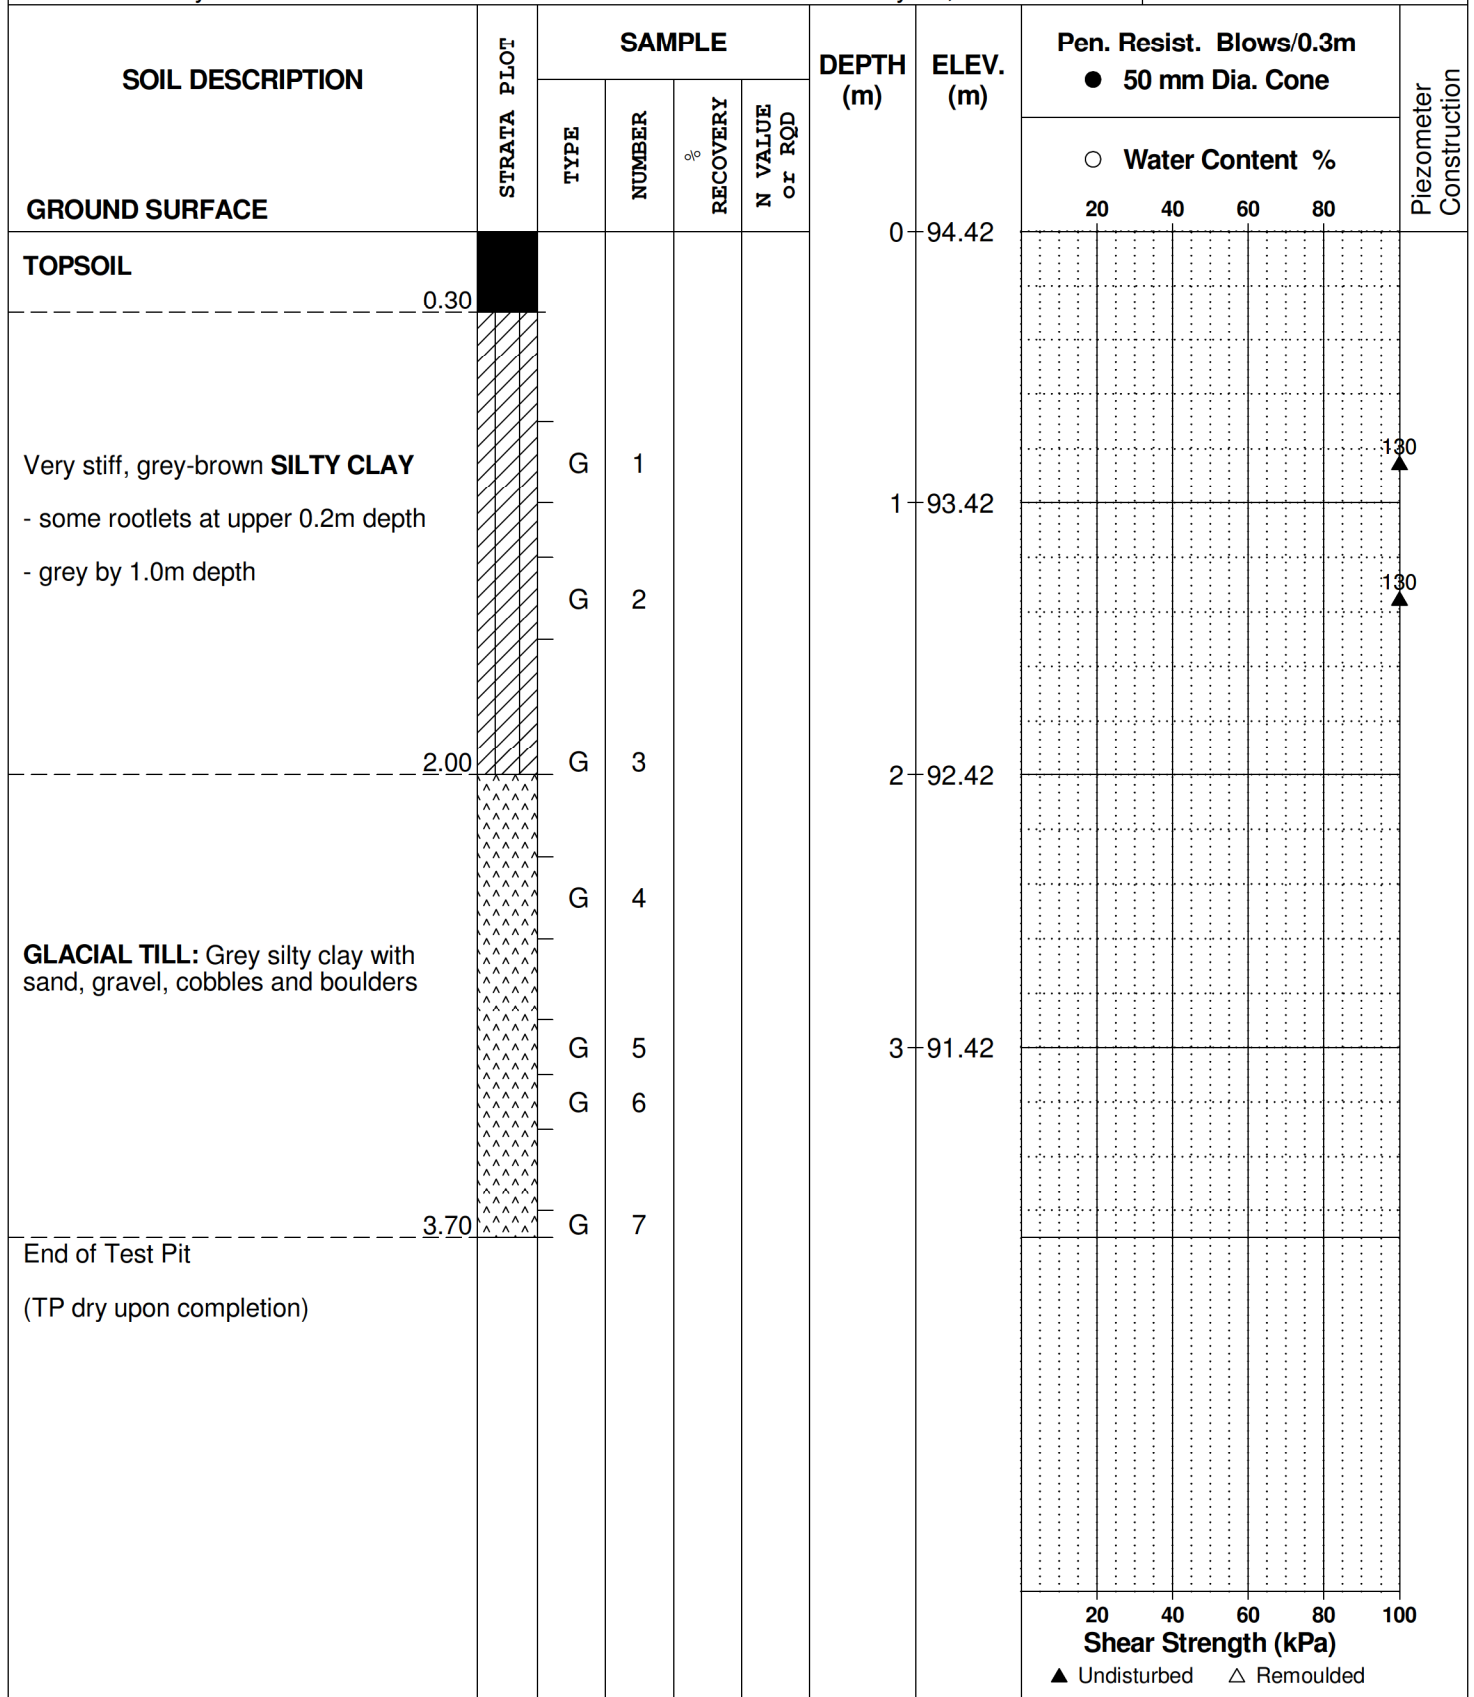 SOIL DESCRIPTION
GROUND SURFACE
STRATA PLOT
SAMPLE
TYPE
NUMBER
%
RECOVERY
N VALUE
or RQD
DEPTH
(m)
ELEV.
(m)
Pen. Resist. Blows/0.3m
● 50 mm Dia. Cone
○ Water Content %
20 40 60 80
Piezometer
Construction
0 94.42
TOPSOIL
0.30
130
Very stiff, grey-brown SILTY CLAY G 1
1 93.42
- some rootlets at upper 0.2m depth
- grey by 1.0m depth
130
G 2
2.00 G 3
2 92.42
G 4
GLACIAL TILL: Grey silty clay with
sand, gravel, cobbles and boulders
G 5
3 91.42
G 6
3.70 G 7
End of Test Pit
(TP dry upon completion)
20 40 60 80 100
Shear Strength (kPa)
▲ Undisturbed △ Remoulded